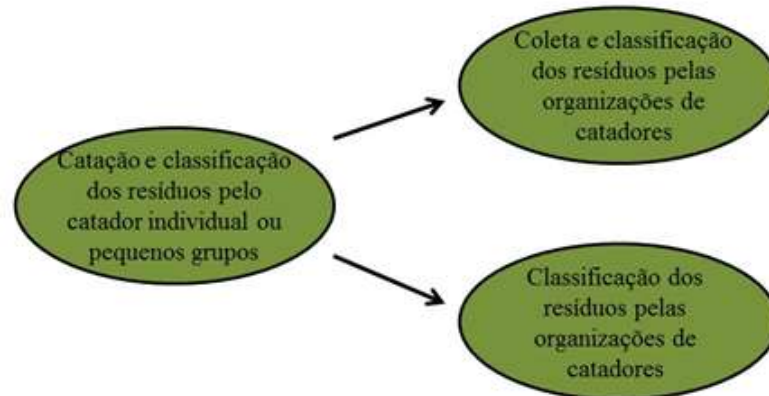 Catação e classificação
dos resíduos pelo
catador individual ou
pequenos grupos
Coleta e classificação
dos resíduos pelas
organizações de
catadores
Classificação dos
resíduos pelas
organizações de
catadores